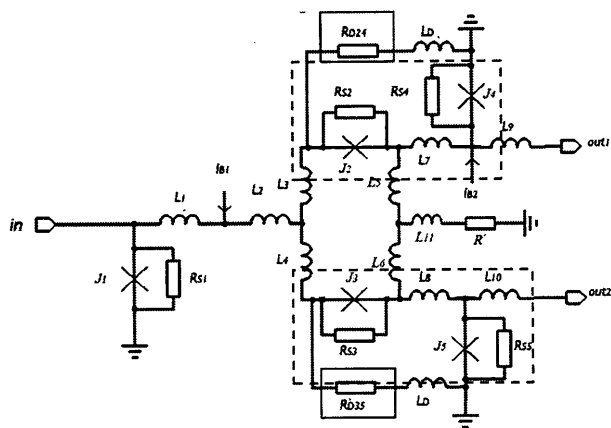 RD24
LD
RS2
RS4
J4
L9
out1
J2
L7
IB1
L3
L5
IB2
L1
L2
in
L11
R'
L4
L6
J1
RS1
J3
L8
L10
out2
RS3
J5
RS5
RD35
LD